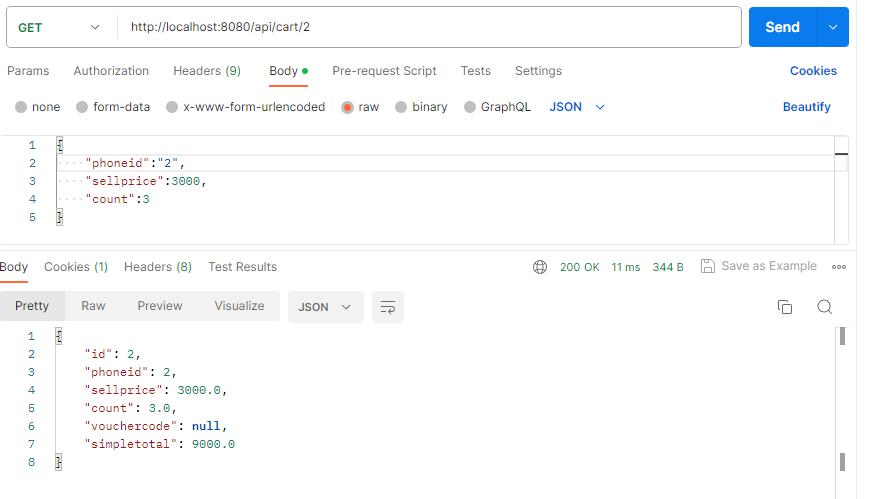 GET http://localhost:8080/api/cart/2 Send
Params Authorization Headers (9) Body Pre-request Script Tests Settings Cookies
none form-data x-www-form-urlencoded raw binary GraphQL JSON Beautify
1 {
2 "phoneid":"2",
3 "sellprice":3000,
4 "count":3
5 }
Body Cookies (1) Headers (8) Test Results 200 OK 11 ms 344 B Save as Example
Pretty Raw Preview Visualize JSON
1 {
2 "id": 2,
3 "phoneid": 2,
4 "sellprice": 3000.0,
5 "count": 3.0,
6 "vouchercode": null,
7 "simpletotal": 9000.0
8 }